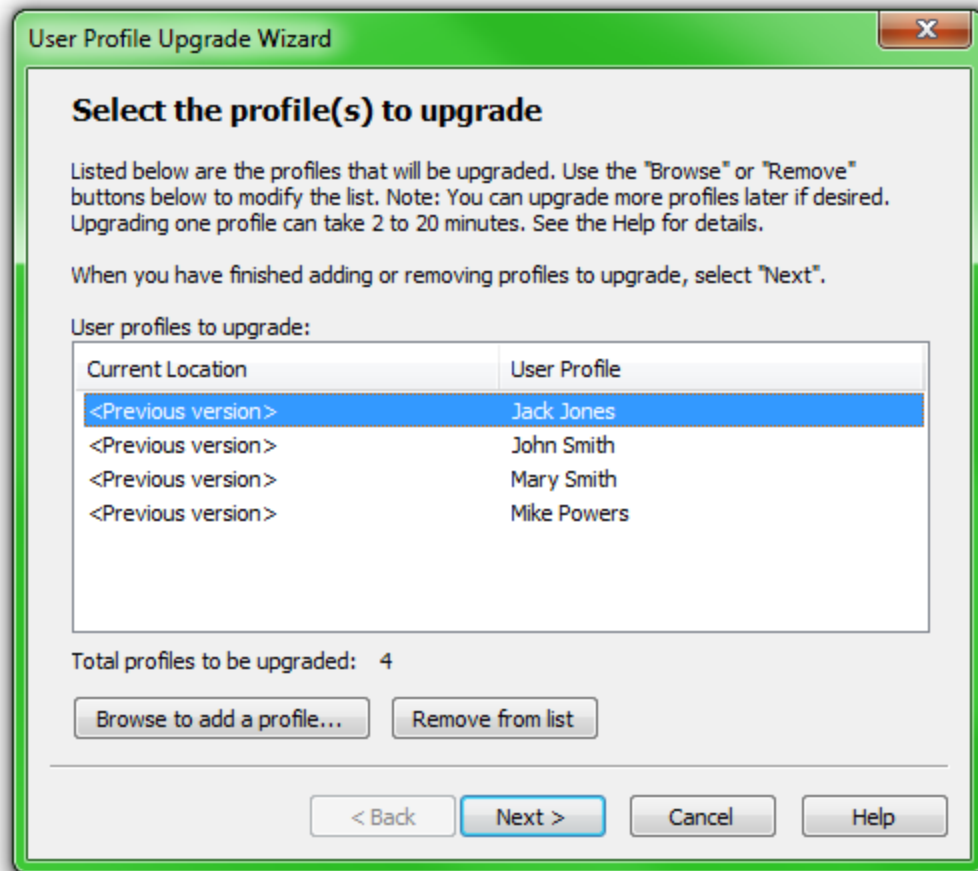 User Profile Upgrade Wizard
x
Select the profile(s) to upgrade
Listed below are the profiles that will be upgraded. Use the "Browse" or "Remove"
buttons below to modify the list. Note: You can upgrade more profiles later if desired.
Upgrading one profile can take 2 to 20 minutes. See the Help for details.
When you have finished adding or removing profiles to upgrade, select "Next".
User profiles to upgrade:
Current Location User Profile
<Previous version> Jack Jones
<Previous version> John Smith
<Previous version> Mary Smith
<Previous version> Mike Powers
Total profiles to be upgraded: 4
Browse to add a profile... Remove from list
< Back Next > Cancel Help